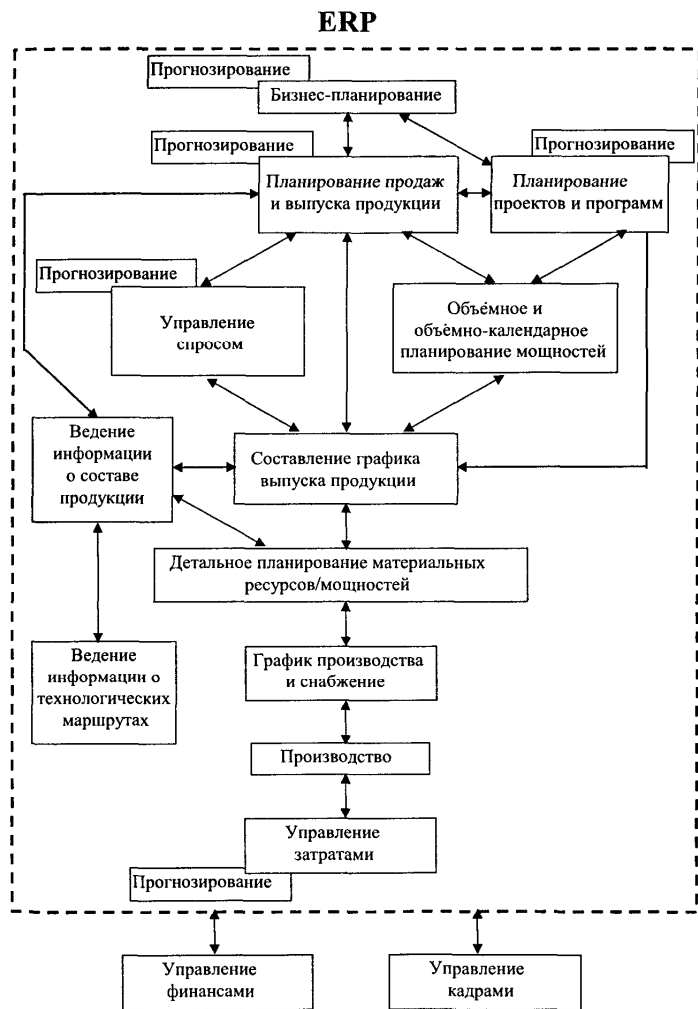 ERP
Прогнозирование
Бизнес-планирование
Прогнозирование
Прогнозирование
Планирование продаж
и выпуска продукции
Планирование
проектов и программ
Прогнозирование
Управление
спросом
Объёмное и
объёмно-календарное
планирование мощностей
Ведение
информации
о составе
продукции
Составление графика
выпуска продукции
Детальное планирование материальных
ресурсов/мощностей
Ведение
информации о
технологических
маршрутах
График производства
и снабжение
Производство
Управление
затратами
Прогнозирование
Управление
финансами
Управление
кадрами